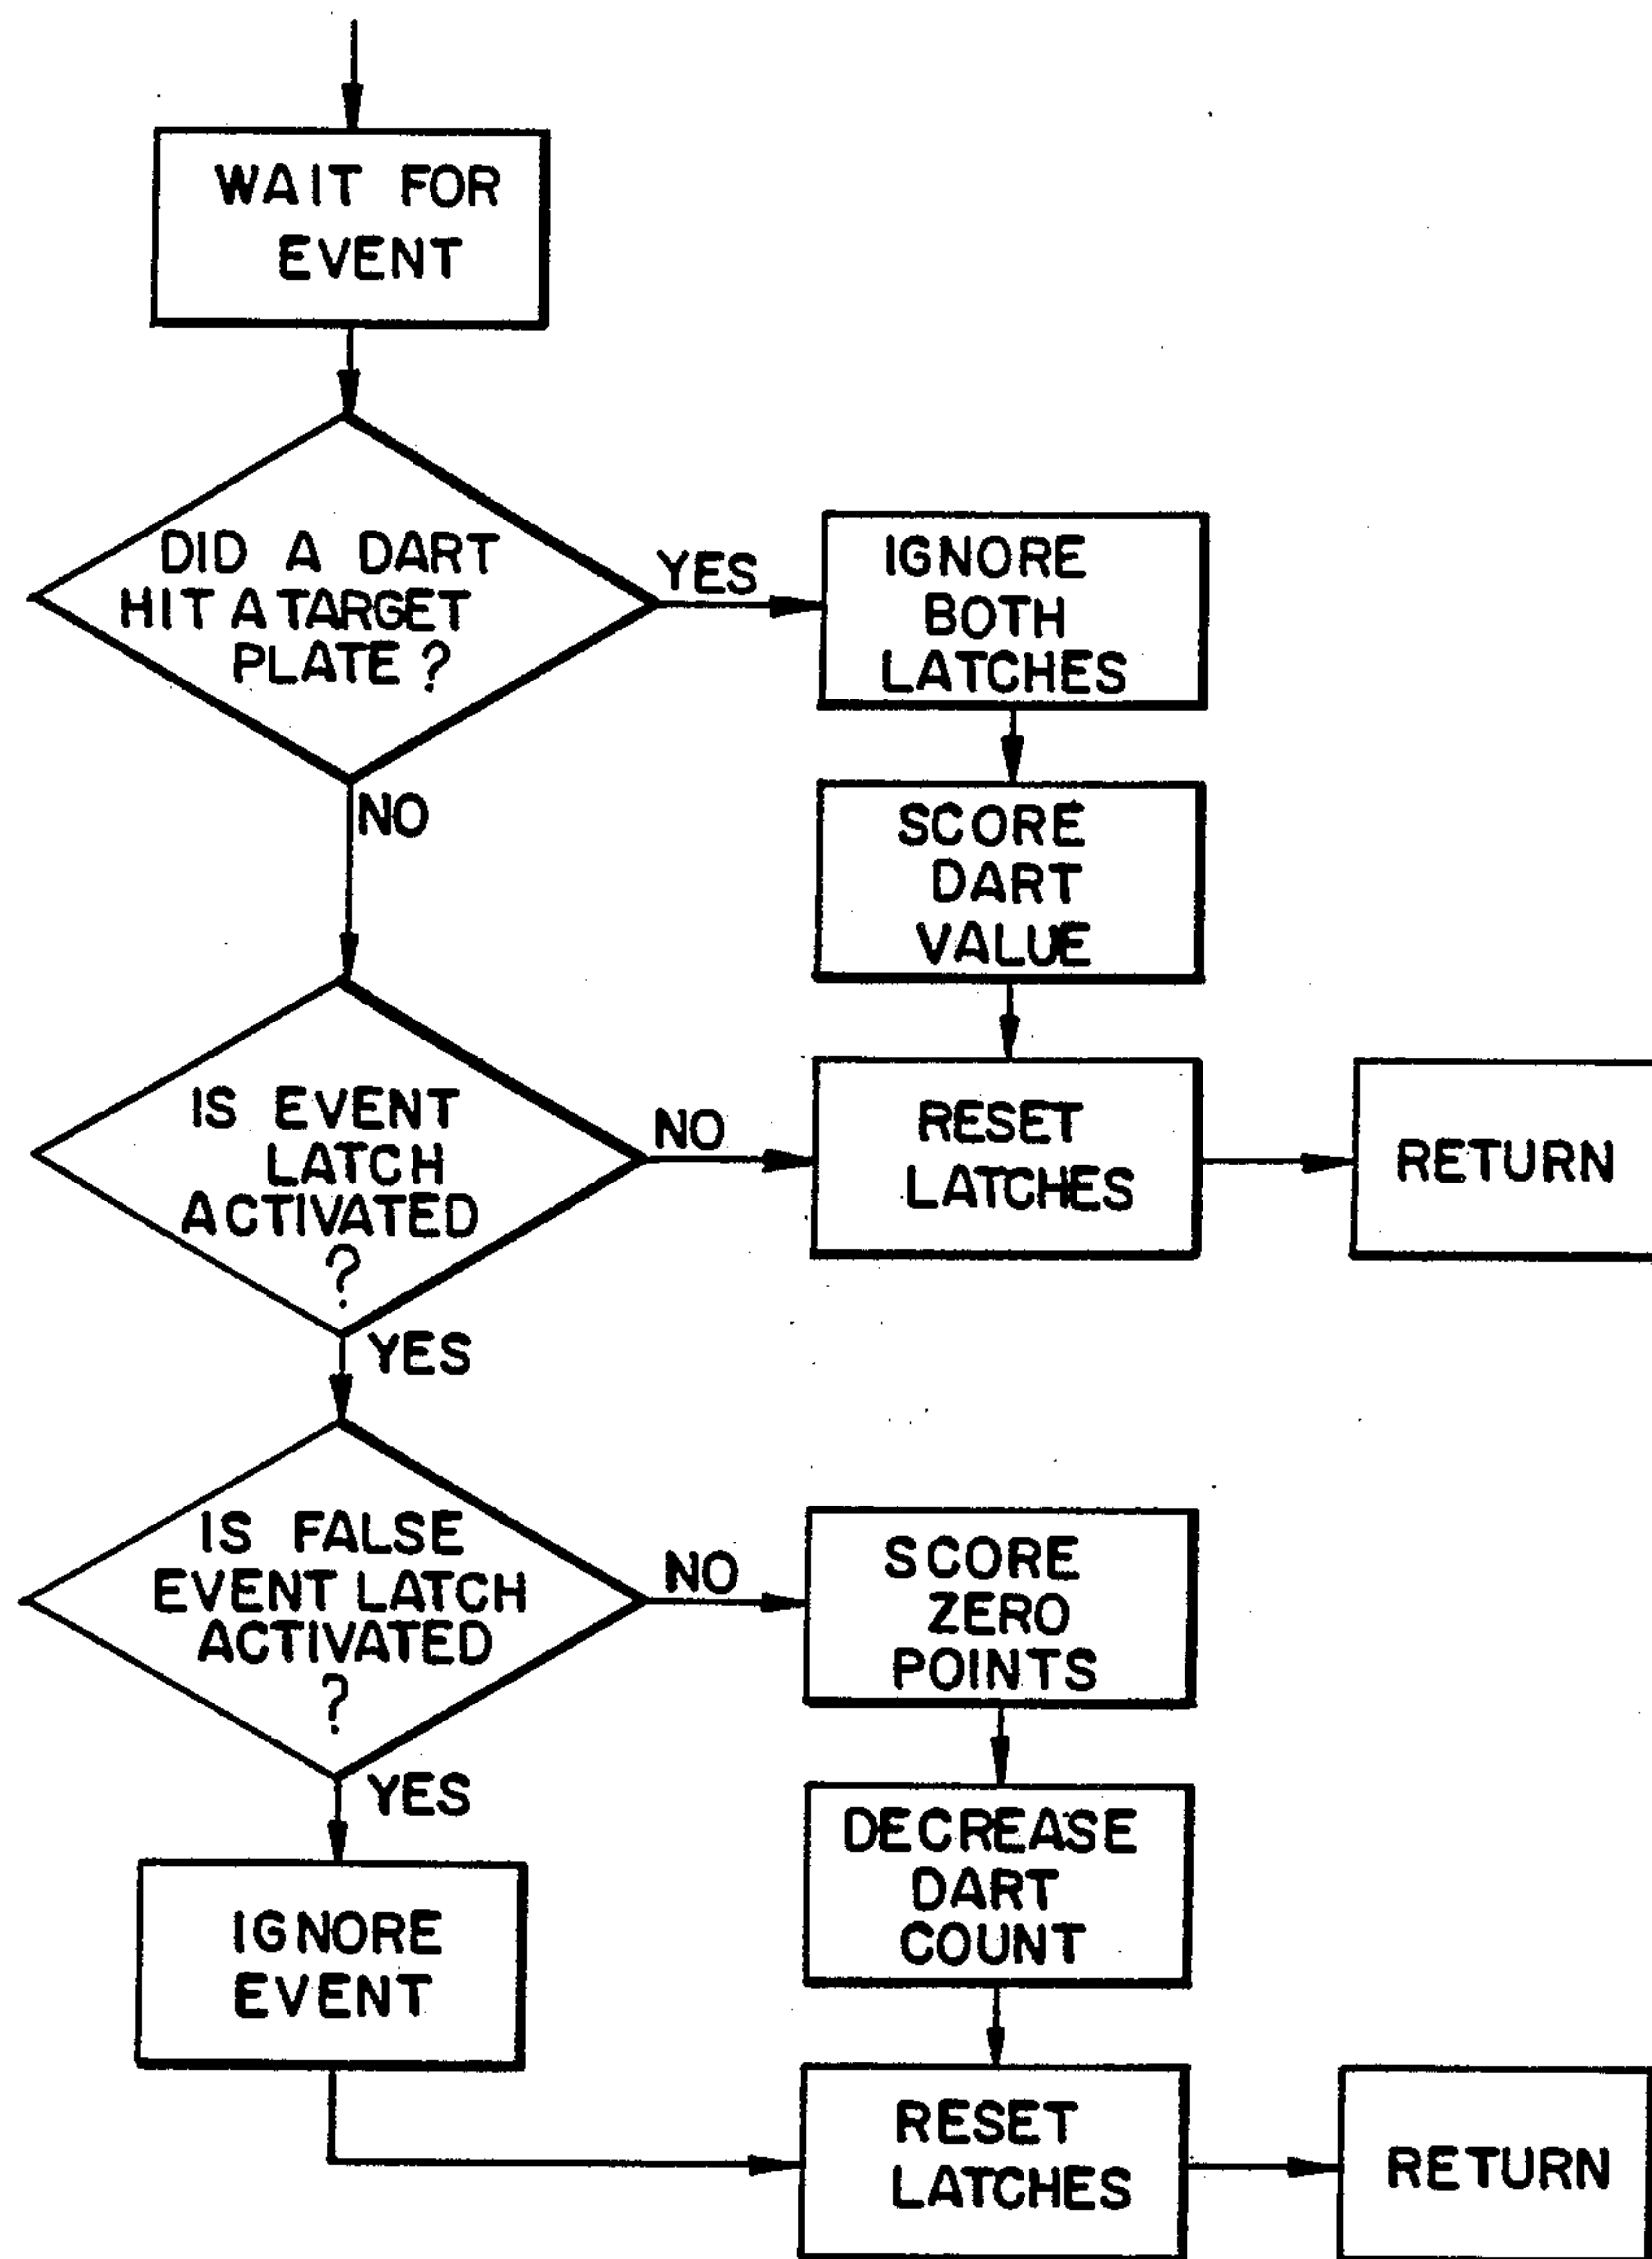 WAIT FOR
EVENT
DID A DART
HIT A TARGET
PLATE ?
YES
IGNORE
BOTH
LATCHES
NO
SCORE
DART
VALUE
IS EVENT
LATCH
ACTIVATED
?
NO
RESET
LATCHES
RETURN
YES
IS FALSE
EVENT LATCH
ACTIVATED
?
NO
SCORE
ZERO
POINTS
YES
DECREASE
DART
COUNT
IGNORE
EVENT
RESET
LATCHES
RETURN